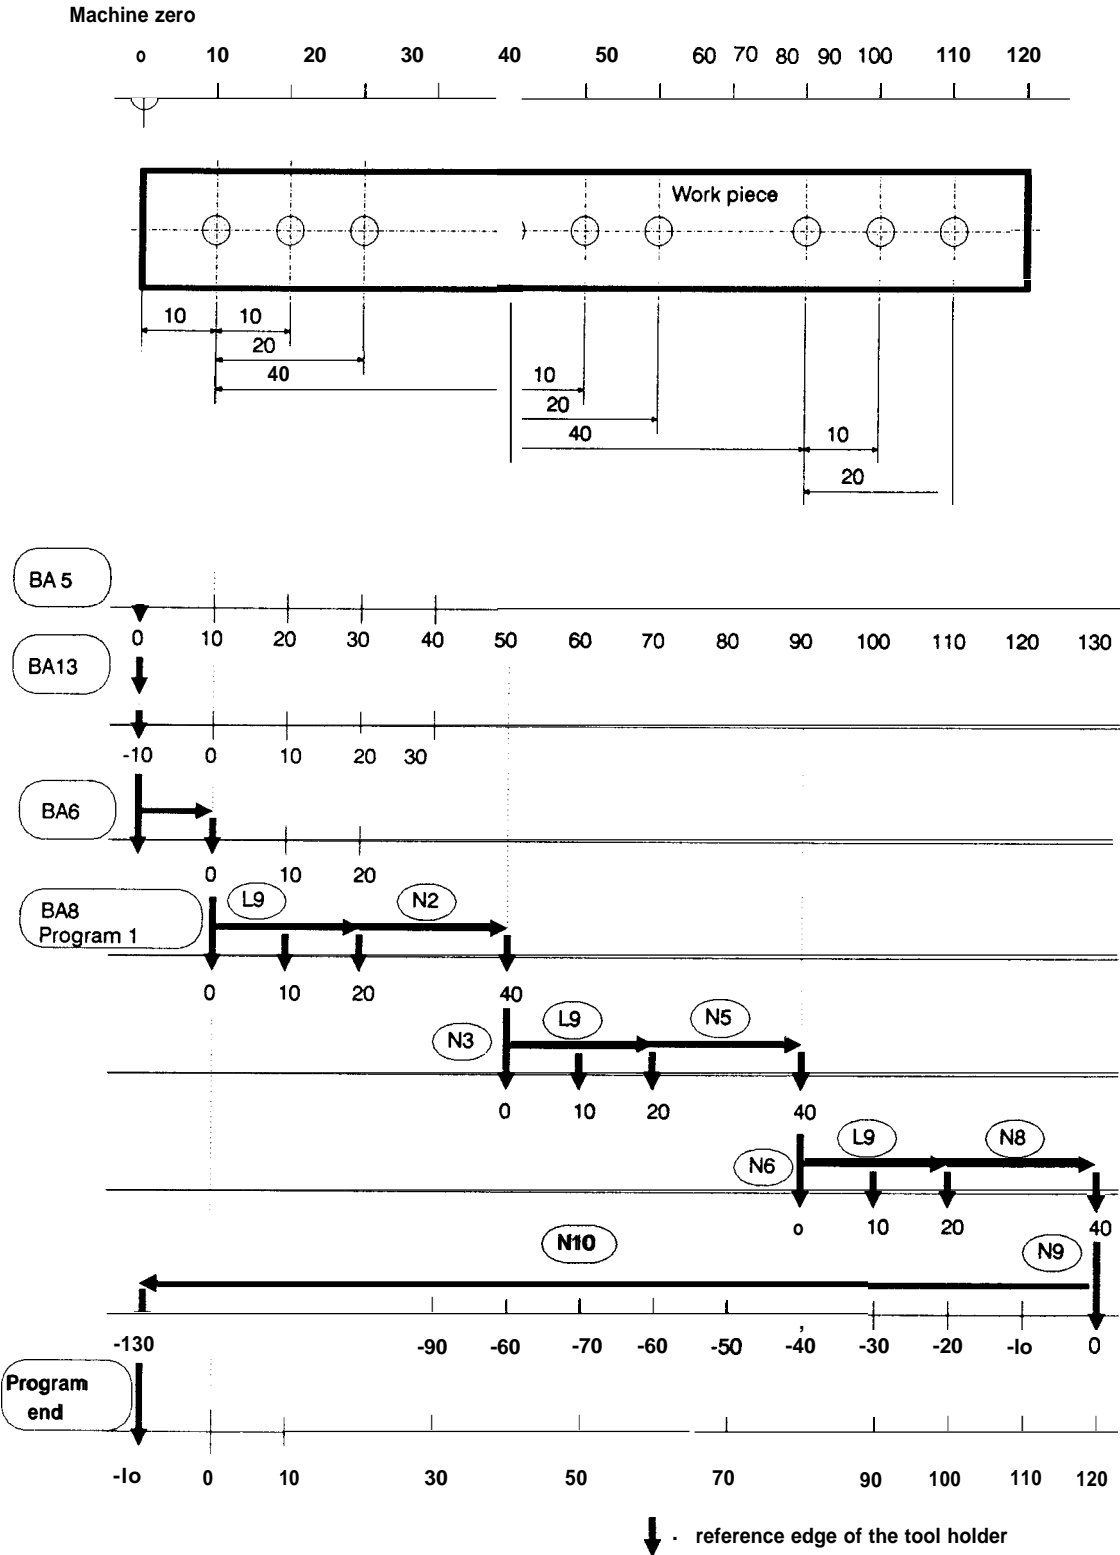 Machine zero
o 10 20 30 40 50 60 70 80 90 100 110 120
Work piece
10 10
20
40
10
20
40 10
20
BA 5
0 10 20 30 40 50 60 70 80 90 100 110 120 130
BA13
-10 0 10 20 30
BA6
0 10 20
BA8
Program 1
L9 N2
0 10 20 40
N3 L9 N5
0 10 20 40
N6 L9 N8
o 10 20 40
N10 N9
-130 -90 -60 -70 -60 -50 -40, -30 -20 -lo 0
Program
end
-lo 0 10 30 50 70 90 100 110 120
. reference edge of the tool holder